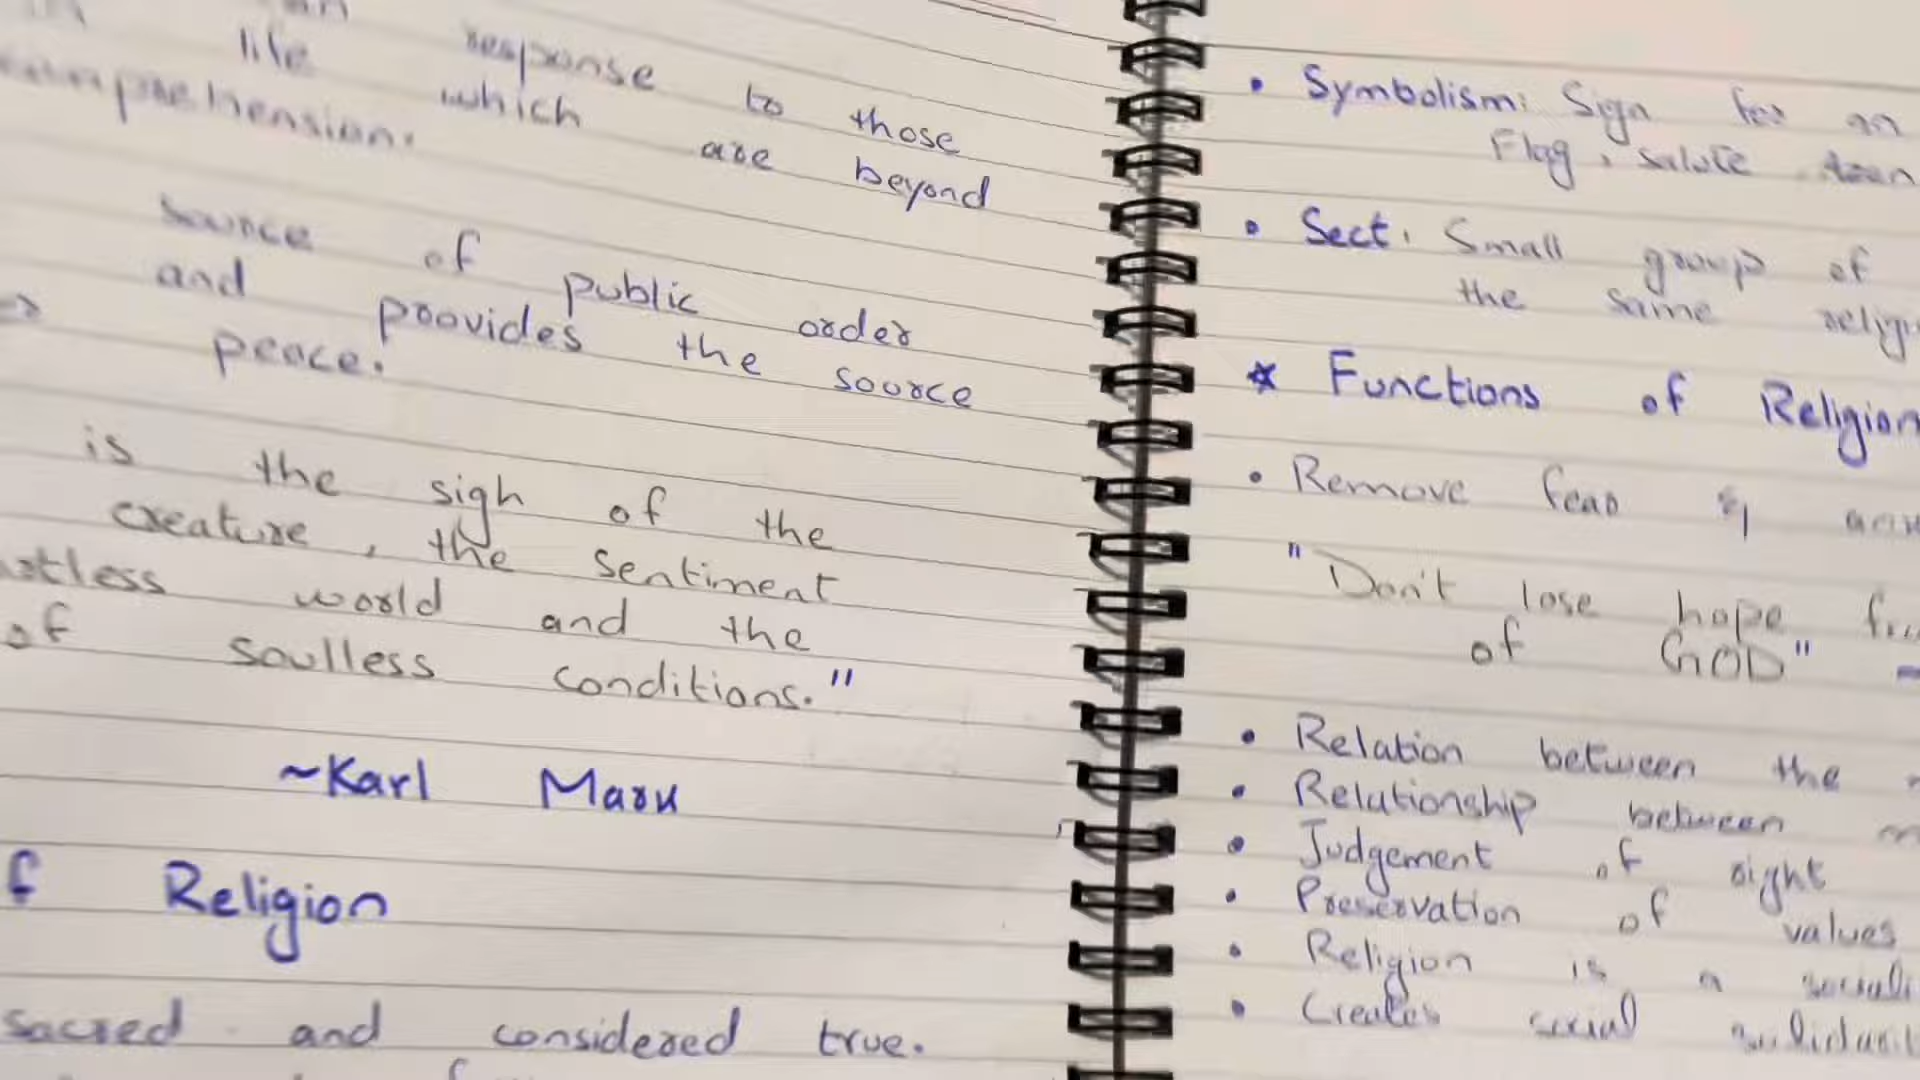 life response to those
which are beyond
comprehension.
source of public order
and provides the source
peace.
is the sigh of the
creature, the sentiment
world and the
of soulless conditions."
~Karl Marx
f Religion
sacred and considered true.
• Symbolism: Sign for an
Flag, salute
• Sect: Small group of
the same
* Functions of Religion
• Remove fear &
"Don't lose hope
of GOD"
• Relation between the
• Relationship between
• Judgement of right
• Preservation of values
• Religion is a
• Creates social